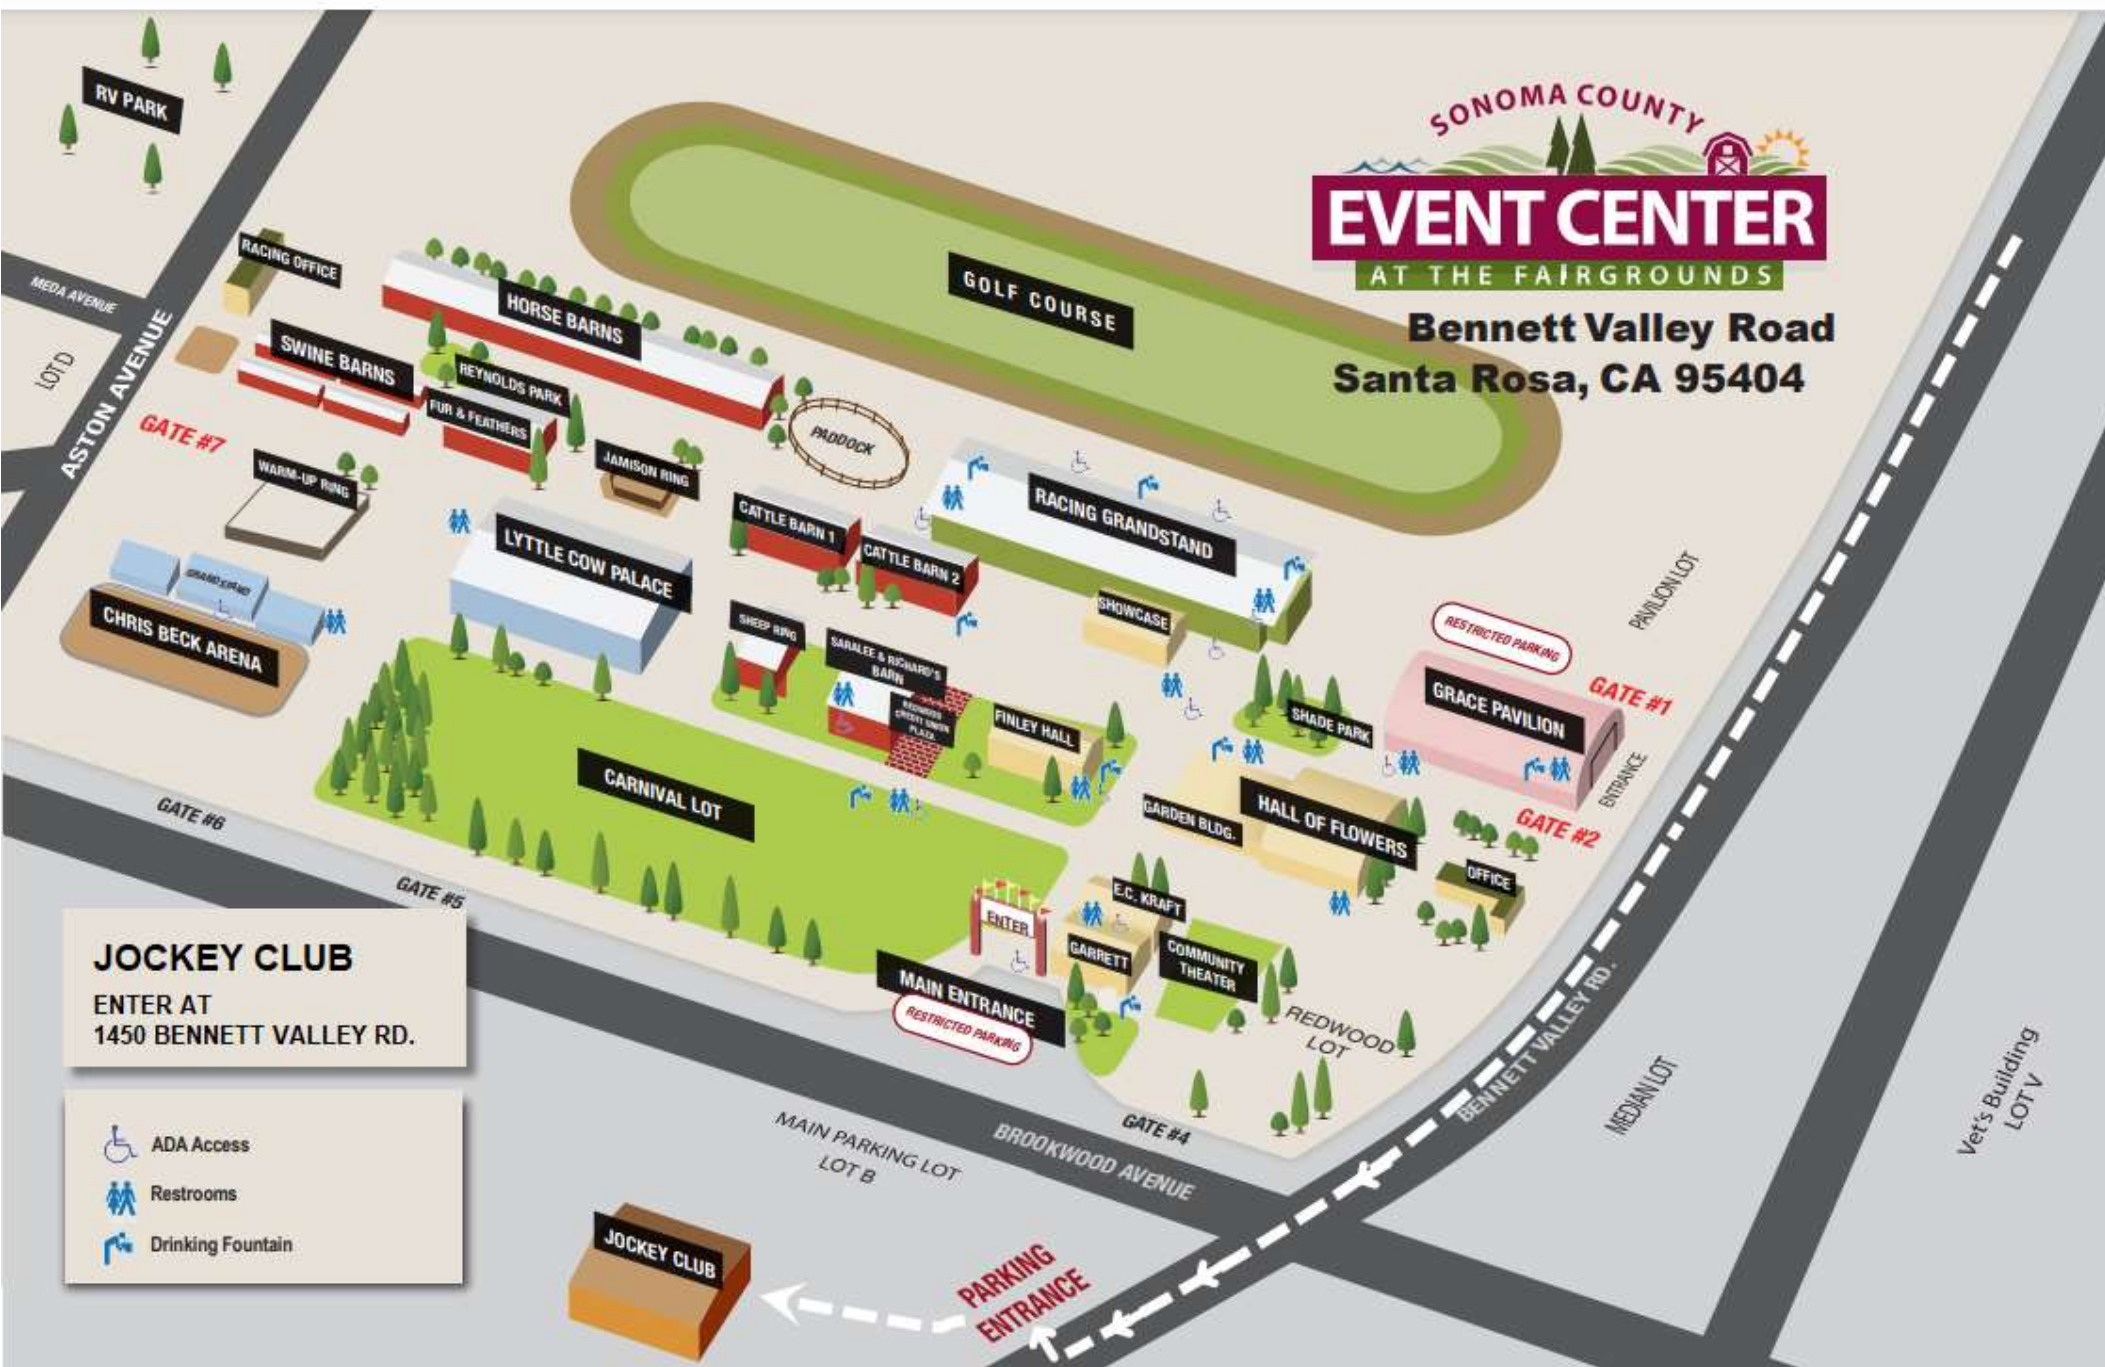 RV PARK
SONOMA COUNTY
EVENT CENTER
AT THE FAIRGROUNDS
Bennett Valley Road
Santa Rosa, CA 95404
RACING OFFICE
MEDA AVENUE
LOT D
ASTON AVENUE
GATE #7
HORSE BARNS
GOLF COURSE
SWINE BARNS
REYNOLDS PARK
FUR & FEATHERS
PADDOCK
WARM-UP RING
JAMISON RING
CATTLE BARN 1
CATTLE BARN 2
RACING GRANDSTAND
LYTTLE COW PALACE
GRANDSTAND
CHRIS BECK ARENA
SHEEP RING
SARALEE & RICHARD'S
BARN
REDWOOD
CREDIT UNION
PLAZA
FINLEY HALL
SHOWCASE
SHADE PARK
PAVILION LOT
RESTRICTED PARKING
GRACE PAVILION
GATE #1
ENTRANCE
GATE #2
CARNIVAL LOT
GARDEN BLDG.
HALL OF FLOWERS
OFFICE
GATE #6
GATE #5
ENTER
E.C. KRAFT
GARRETT
COMMUNITY
THEATER
MAIN ENTRANCE
RESTRICTED PARKING
REDWOOD
LOT
BENNETT VALLEY RD.
MEDIAN LOT
Vet's Building
LOT V
GATE #4
BROOKWOOD AVENUE
MAIN PARKING LOT
LOT B
JOCKEY CLUB
ENTER AT
1450 BENNETT VALLEY RD.
ADA Access
Restrooms
Drinking Fountain
JOCKEY CLUB
PARKING
ENTRANCE